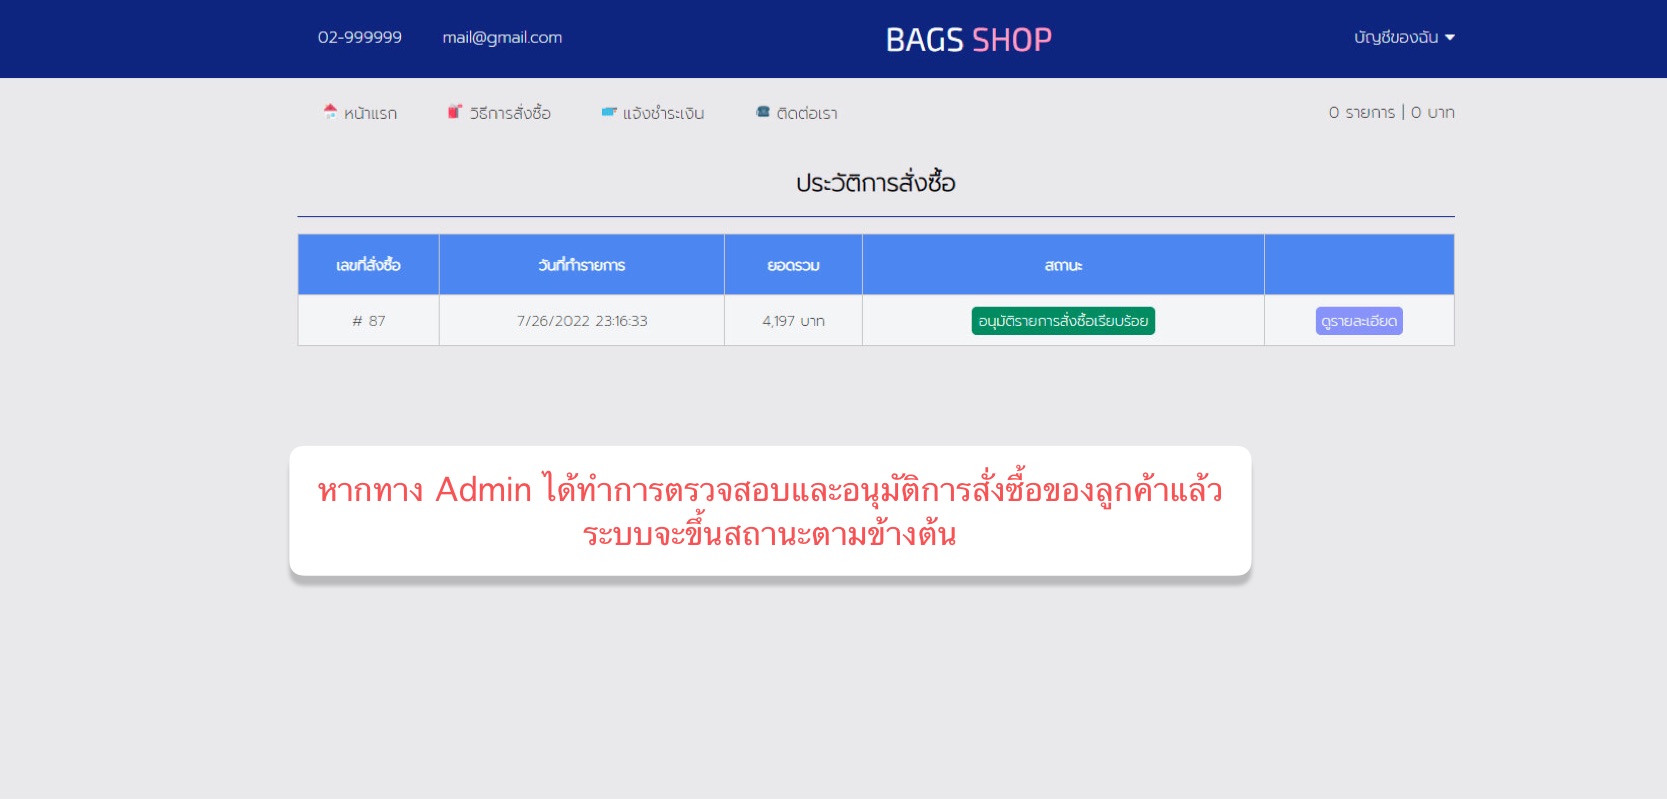 02-999999 mail@gmail.com BAGS SHOP บัญชีของฉัน
หน้าแรก วิธีการสั่งซื้อ แจ้งชำระเงิน ติดต่อเรา 0 รายการ | 0 บาท
ประวัติการสั่งซื้อ
เลขที่สั่งซื้อ วันที่ทำรายการ ยอดรวม สถานะ
# 87 7/26/2022 23:16:33 4,197 บาท อนุมัติรายการสั่งซื้อเรียบร้อย ดูรายละเอียด
หากทาง Admin ได้ทำการตรวจสอบและอนุมัติการสั่งซื้อของลูกค้าแล้ว
ระบบจะขึ้นสถานะตามข้างต้น